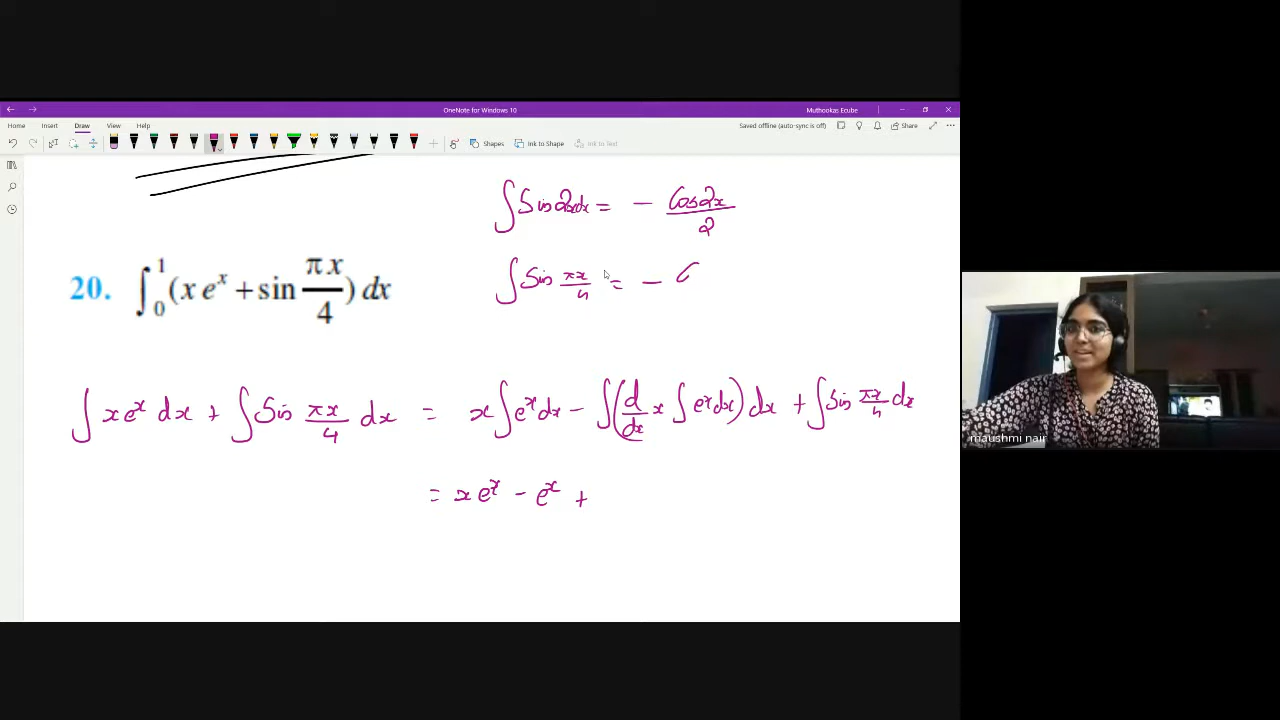 OneNote for Windows 10
Muthookas Ecube
Home Insert Draw View Help
Saved offline (auto-sync is off)
Share
Shapes Ink to Shape Ink to Text
∫ Sin 2x dx = - Cos 2x / 2
∫ Sin πx/4 = - C
20. ∫₀¹ (x eˣ + sin πx/4) dx
∫ x eˣ dx + ∫ Sin πx/4 dx = x ∫ eˣ dx - ∫ (d/dx x ∫ eˣ dx) dx + ∫ Sin πx/4 dx
= x eˣ - eˣ +
maushmi nair